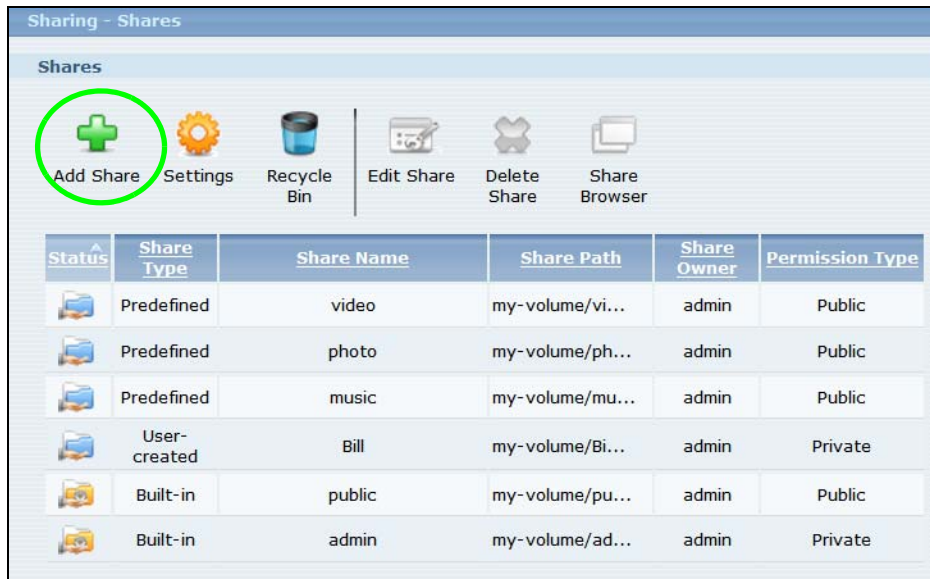 Sharing - Shares
Shares
Add Share Settings Recycle Bin Edit Share Delete Share Share Browser
Status Share Type Share Name Share Path Share Owner Permission Type
Predefined video my-volume/vi... admin Public
Predefined photo my-volume/ph... admin Public
Predefined music my-volume/mu... admin Public
User-created Bill my-volume/Bi... admin Private
Built-in public my-volume/pu... admin Public
Built-in admin my-volume/ad... admin Private